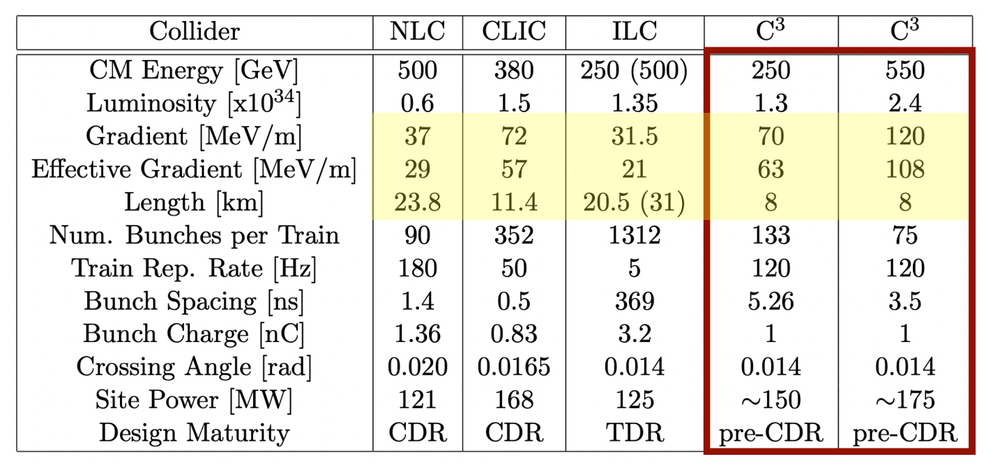 Collider NLC CLIC ILC C³ C³
CM Energy [GeV] 500 380 250 (500) 250 550
Luminosity [x10³⁴] 0.6 1.5 1.35 1.3 2.4
Gradient [MeV/m] 37 72 31.5 70 120
Effective Gradient [MeV/m] 29 57 21 63 108
Length [km] 23.8 11.4 20.5 (31) 8 8
Num. Bunches per Train 90 352 1312 133 75
Train Rep. Rate [Hz] 180 50 5 120 120
Bunch Spacing [ns] 1.4 0.5 369 5.26 3.5
Bunch Charge [nC] 1.36 0.83 3.2 1 1
Crossing Angle [rad] 0.020 0.0165 0.014 0.014 0.014
Site Power [MW] 121 168 125 ~150 ~175
Design Maturity CDR CDR TDR pre-CDR pre-CDR